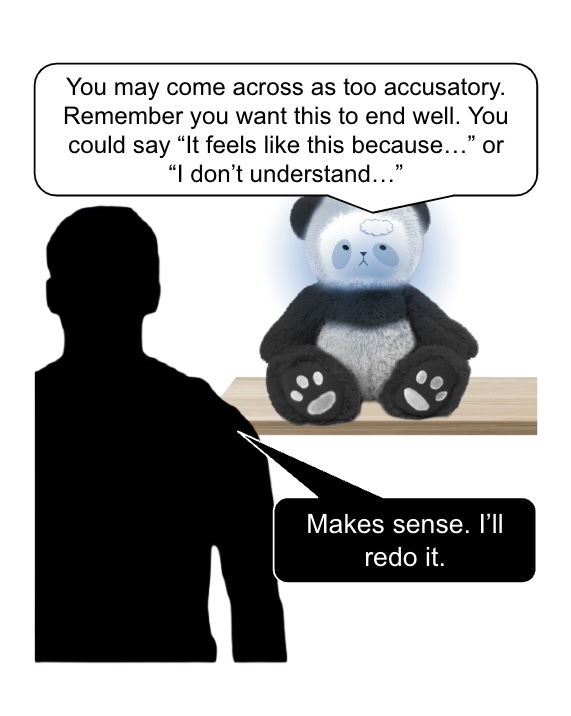 You may come across as too accusatory.
Remember you want this to end well. You
could say “It feels like this because…” or
“I don’t understand…”
Makes sense. I’ll
redo it.